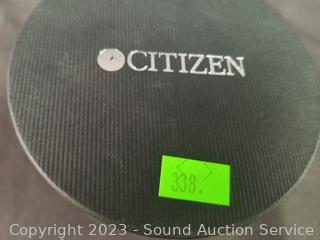 CITIZEN
338.
Copyright 2023 - Sound Auction Service